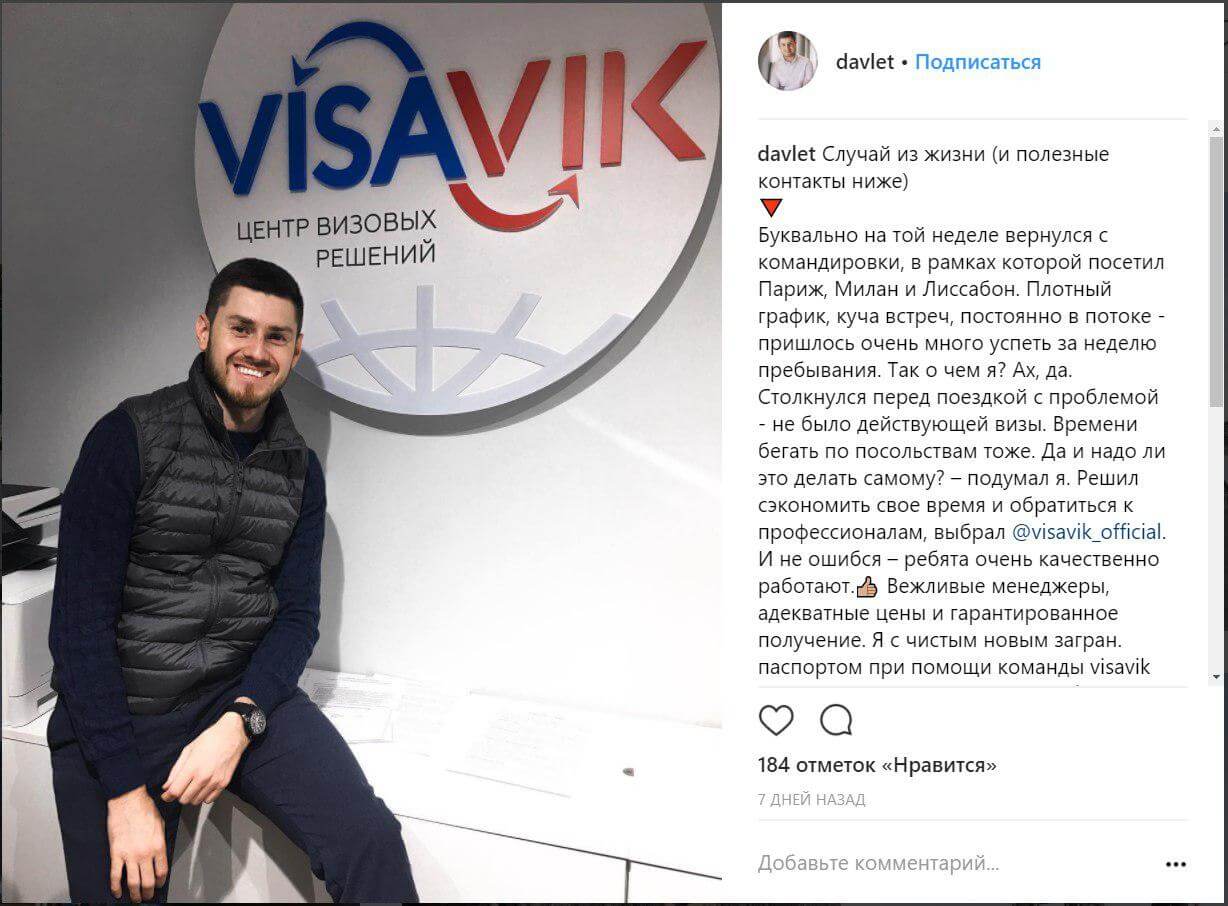 VISAVIK
ЦЕНТР ВИЗОВЫХ
РЕШЕНИЙ
davlet • Подписаться
davlet Случай из жизни (и полезные
контакты ниже)
Буквально на той неделе вернулся с
командировки, в рамках которой посетил
Париж, Милан и Лиссабон. Плотный
график, куча встреч, постоянно в потоке -
пришлось очень много успеть за неделю
пребывания. Так о чем я? Ах, да.
Столкнулся перед поездкой с проблемой
- не было действующей визы. Времени
бегать по посольствам тоже. Да и надо ли
это делать самому? – подумал я. Решил
сэкономить свое время и обратиться к
профессионалам, выбрал @visavik_official.
И не ошибся – ребята очень качественно
работают.👍 Вежливые менеджеры,
адекватные цены и гарантированное
получение. Я с чистым новым загран.
паспортом при помощи команды visavik
184 отметок «Нравится»
7 ДНЕЙ НАЗАД
Добавьте комментарий...